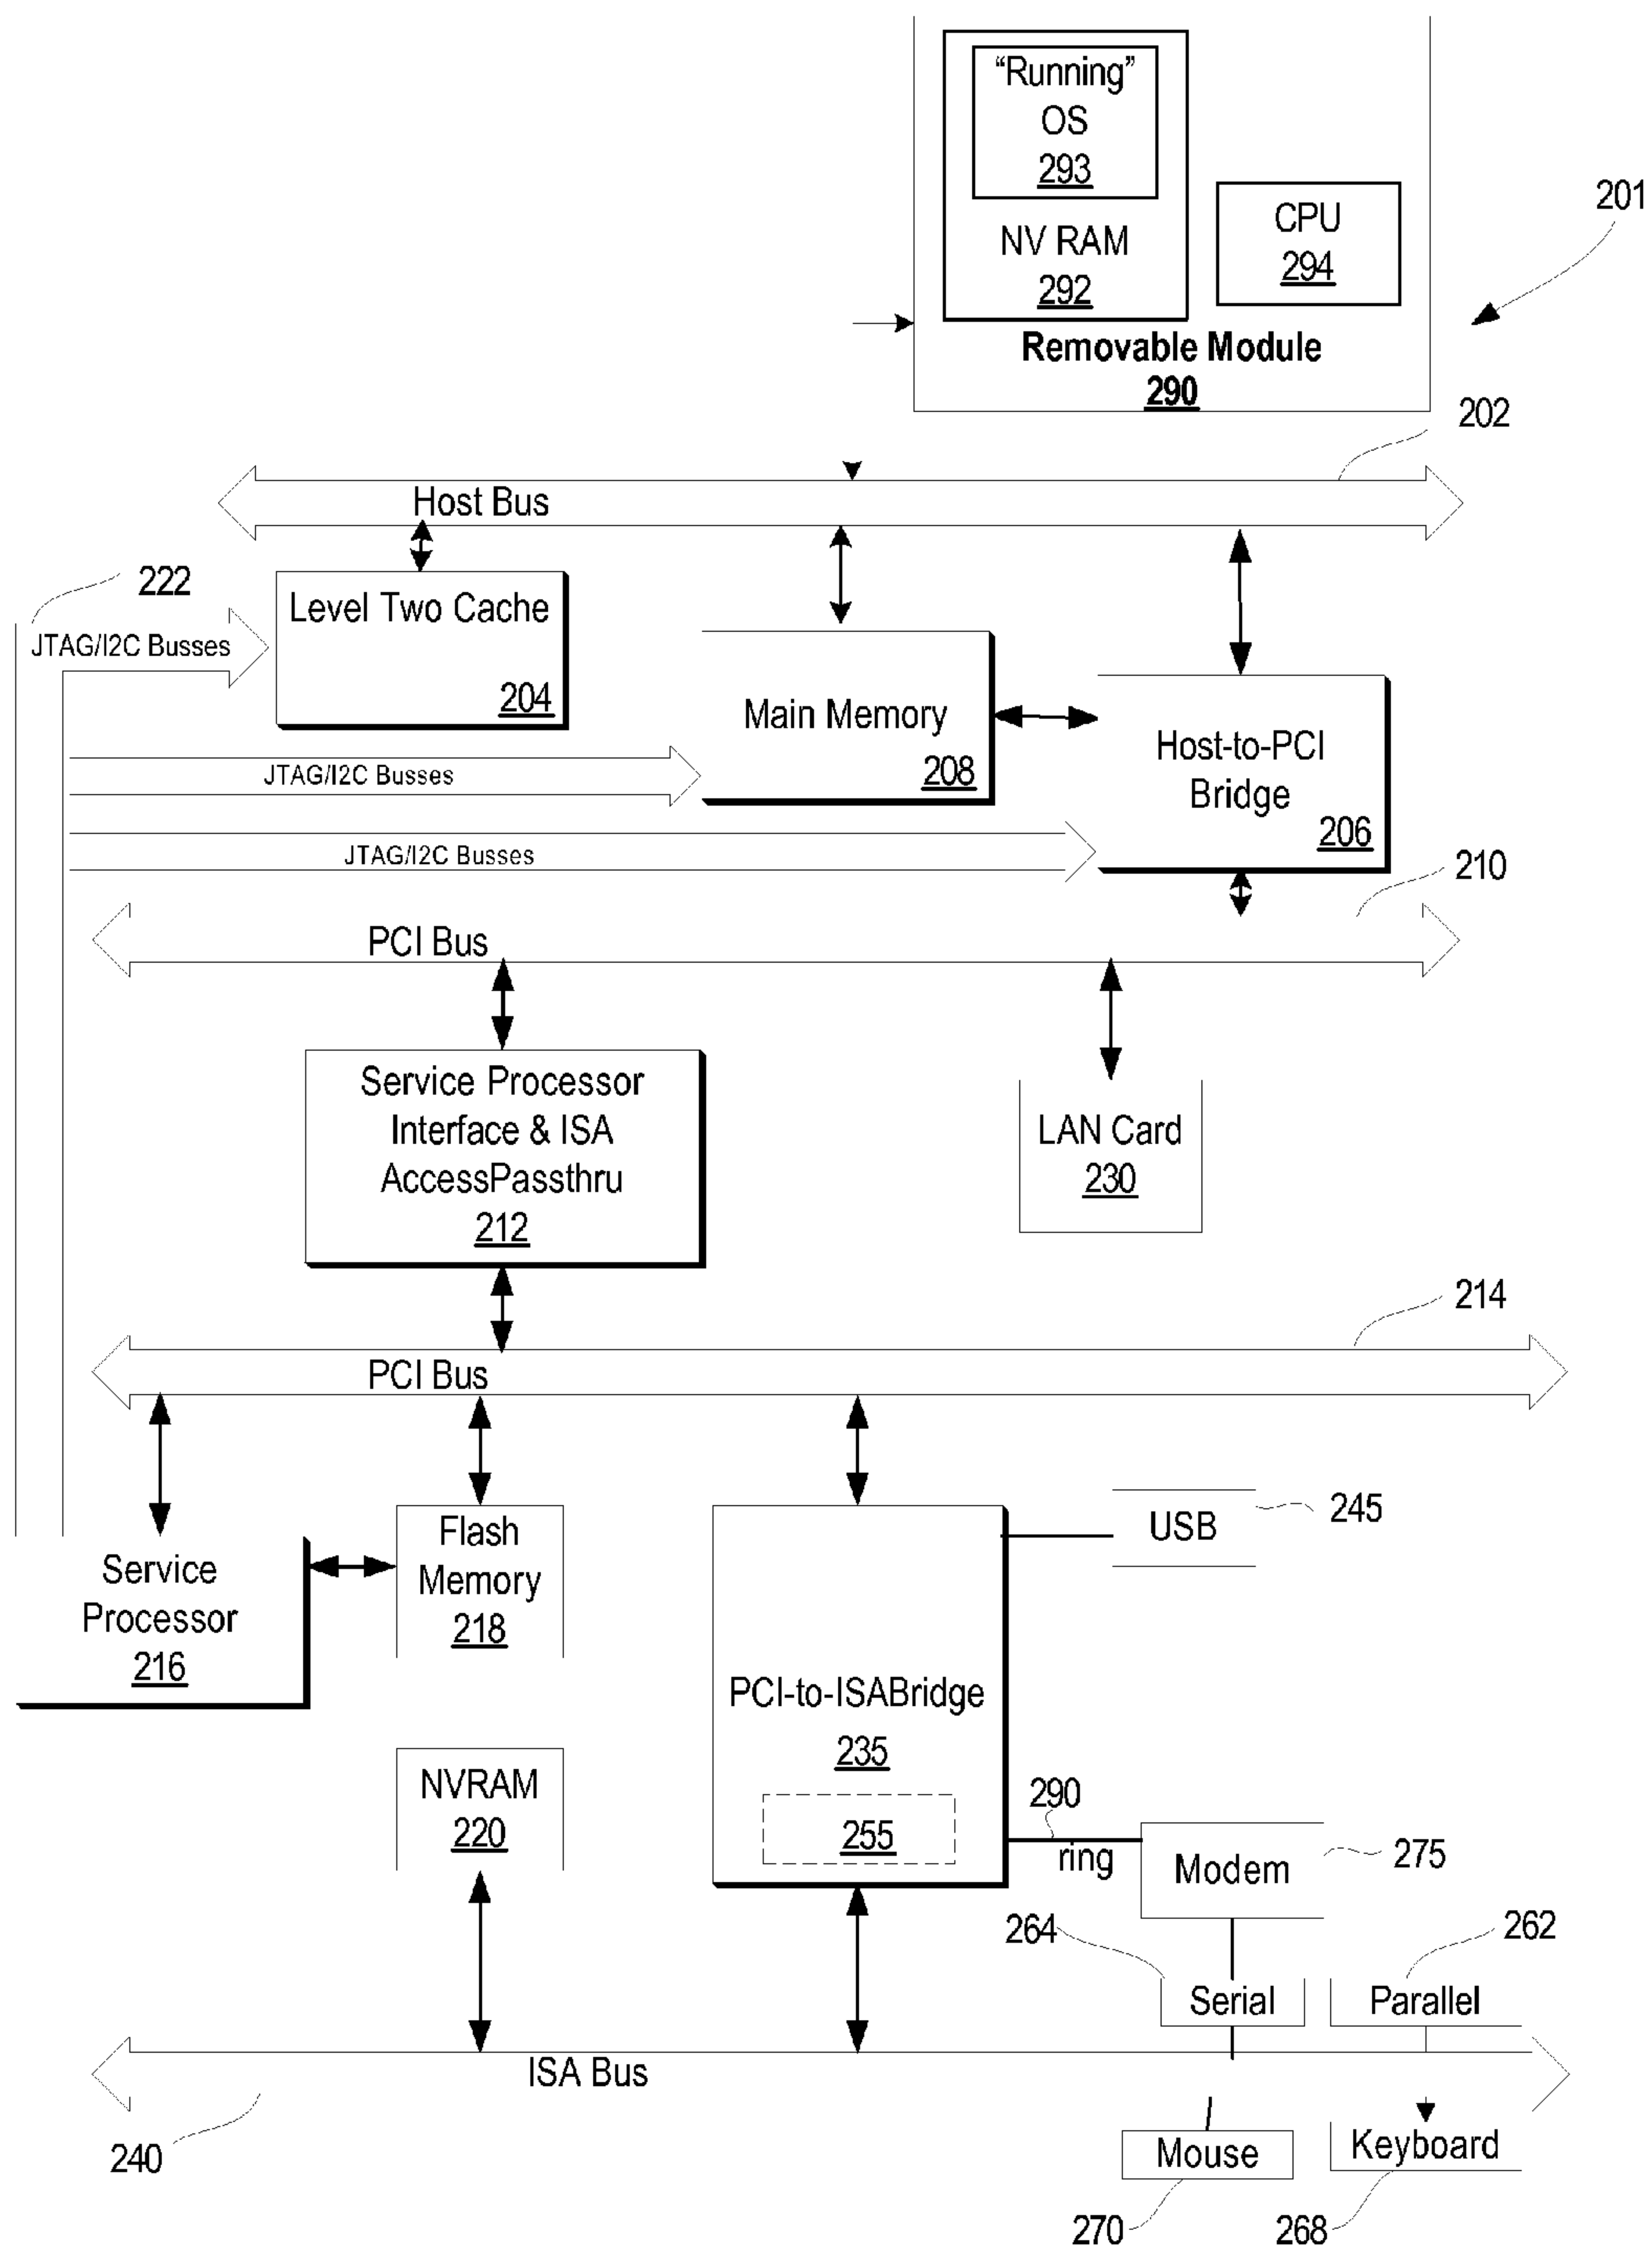 “Running”
OS
293
NV RAM
292
CPU
294
Removable Module
290
201
202
Host Bus
222
JTAG/I2C Busses
Level Two Cache
204
Main Memory
208
Host-to-PCI
Bridge
206
JTAG/I2C Busses
JTAG/I2C Busses
210
PCI Bus
Service Processor
Interface & ISA
AccessPassthru
212
LAN Card
230
214
PCI Bus
Service
Processor
216
Flash
Memory
218
USB
245
PCI-to-ISABridge
235
255
NVRAM
220
290
ring
Modem
275
264
262
Serial
Parallel
ISA Bus
240
Mouse
Keyboard
270
268